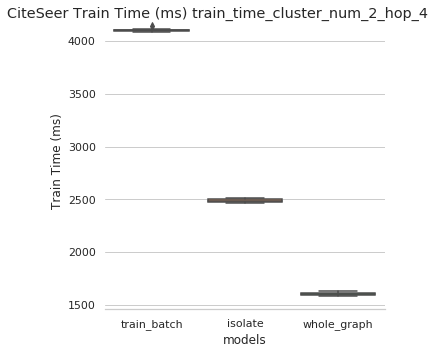 CiteSeer Train Time (ms) train_time_cluster_num_2_hop_4
4000
3500
3000
2500
2000
1500
Train Time (ms)
train_batch isolate whole_graph
models